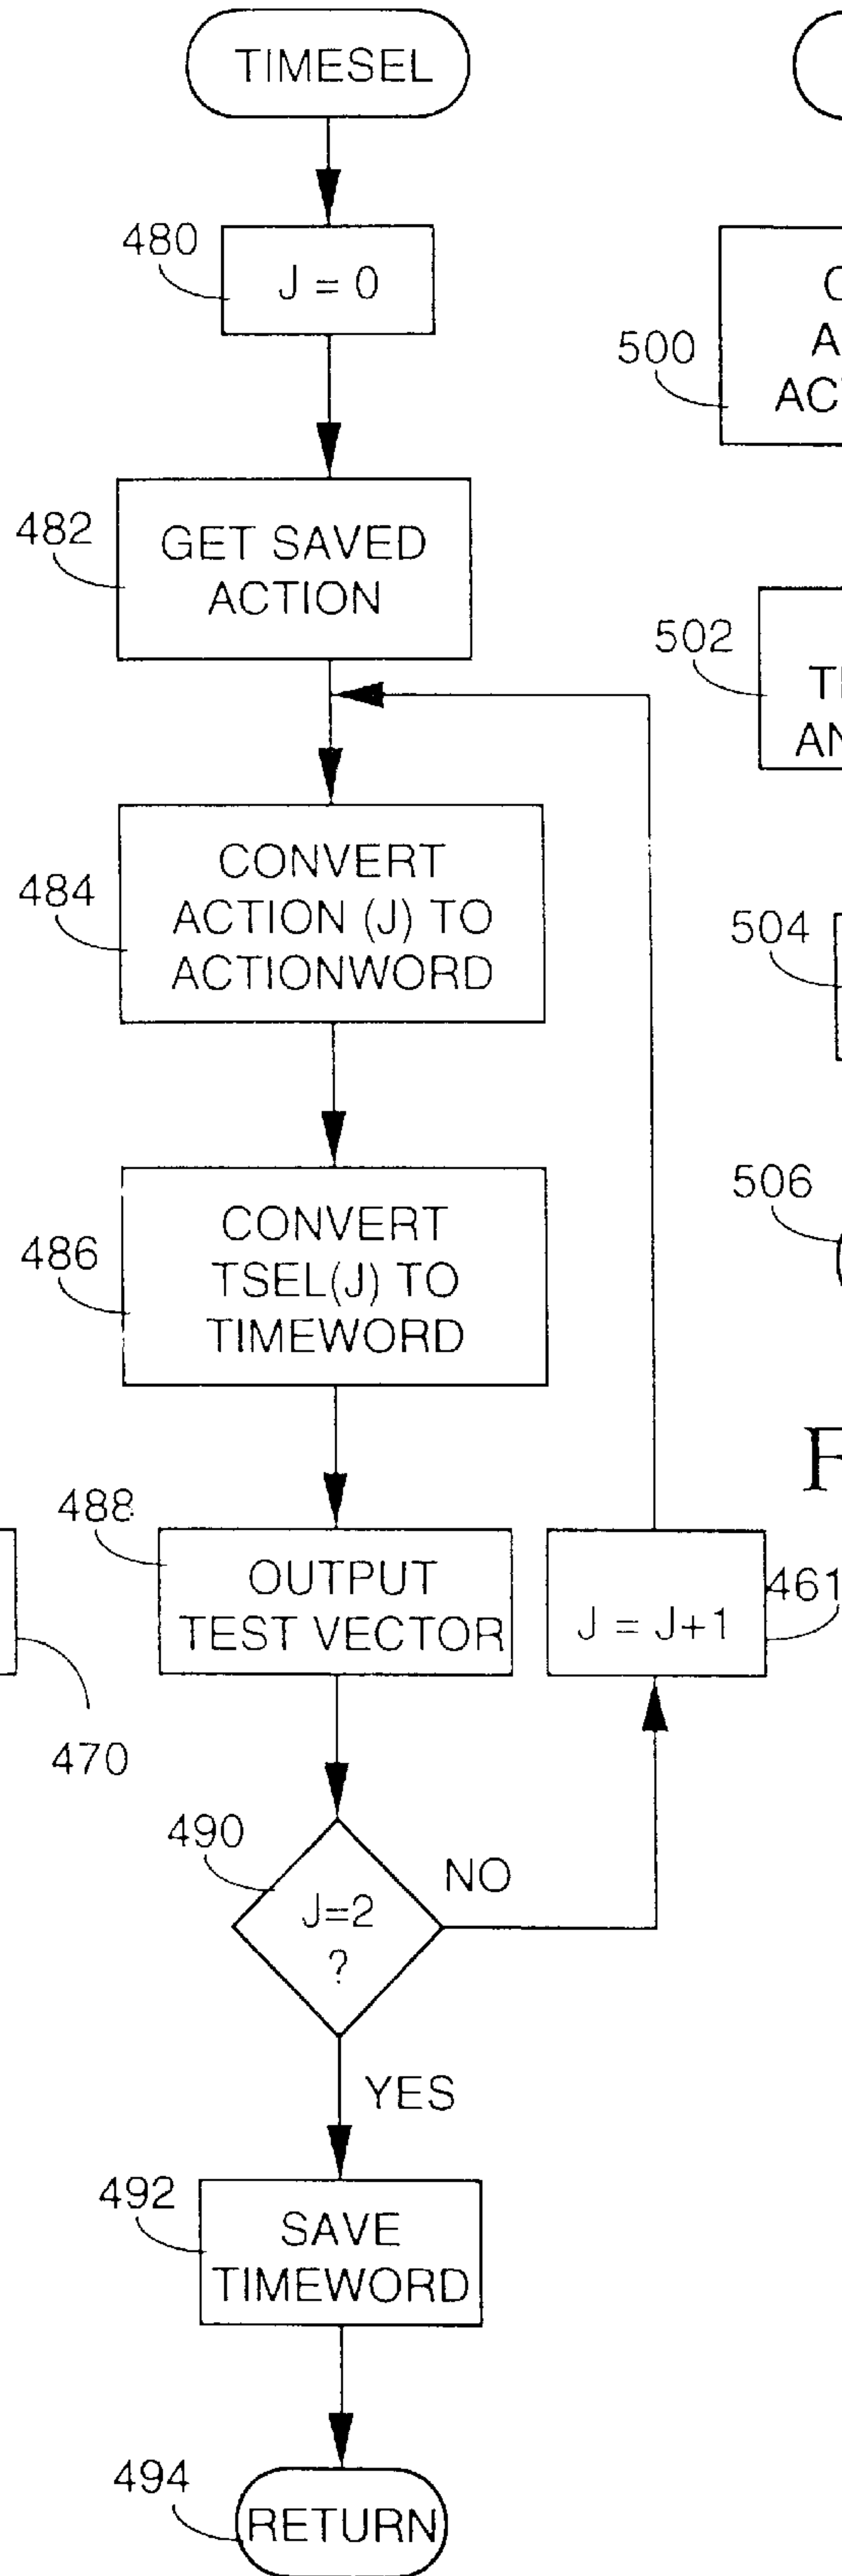 TIMESEL
480
J = 0
482
GET SAVED
ACTION
484
CONVERT
ACTION (J) TO
ACTIONWORD
486
CONVERT
TSEL(J) TO
TIMEWORD
488
OUTPUT
TEST VECTOR
461
J = J+1
470
490
J=2
?
NO
YES
492
SAVE
TIMEWORD
494
RETURN
500
502
504
506